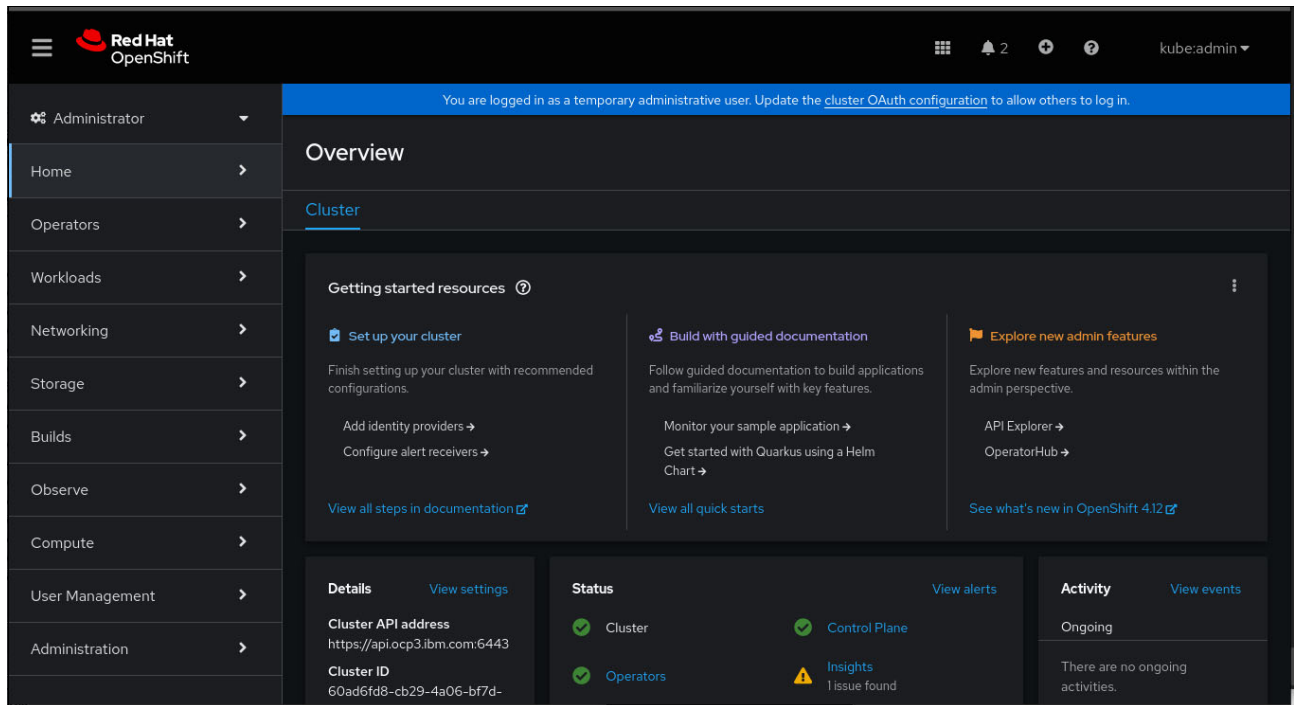 Red Hat
OpenShift
2
kube:admin
You are logged in as a temporary administrative user. Update the cluster OAuth configuration to allow others to log in.
Administrator
Home
Operators
Workloads
Networking
Storage
Builds
Observe
Compute
User Management
Administration
Overview
Cluster
Getting started resources
Set up your cluster
Finish setting up your cluster with recommended
configurations.
Add identity providers →
Configure alert receivers →
View all steps in documentation
Build with guided documentation
Follow guided documentation to build applications
and familiarize yourself with key features.
Monitor your sample application →
Get started with Quarkus using a Helm
Chart →
View all quick starts
Explore new admin features
Explore new features and resources within the
admin perspective.
API Explorer →
OperatorHub →
See what's new in OpenShift 4.12
Details
View settings
Cluster API address
https://api.ocp3.ibm.com:6443
Cluster ID
60ad6fd8-cb29-4a06-bf7d-
Status
View alerts
Cluster
Control Plane
Operators
Insights
1 issue found
Activity
View events
Ongoing
There are no ongoing
activities.